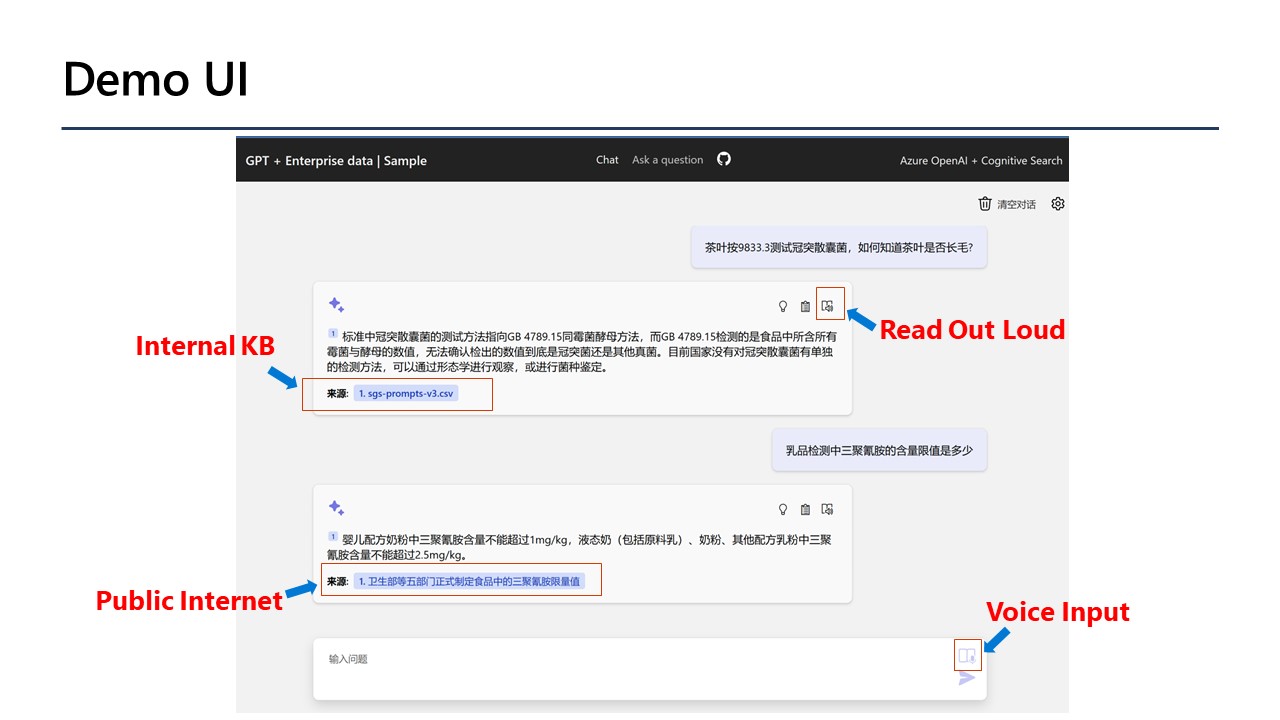 Demo UI
GPT + Enterprise data | Sample
Chat
Ask a question
Azure OpenAI + Cognitive Search
清空对话
茶叶按9833.3测试冠突散囊菌，如何知道茶叶是否长毛?
Read Out Loud
Internal KB
1 标准中冠突散囊菌的测试方法指向GB 4789.15同霉菌酵母方法，而GB 4789.15检测的是食品中所含所有
霉菌与酵母的数值，无法确认检出的数值到底是冠突菌还是其他真菌。目前国家没有对冠突散囊菌有单独
的检测方法，可以通过形态学进行观察，或进行菌种鉴定。
来源: 1. sgs-prompts-v3.csv
乳品检测中三聚氰胺的含量限值是多少
1 婴儿配方奶粉中三聚氰胺含量不能超过1mg/kg，液态奶（包括原料乳）、奶粉、其他配方乳粉中三聚
氰胺含量不能超过2.5mg/kg。
来源: 1. 卫生部等五部门正式制定食品中的三聚氰胺限量值
Public Internet
Voice Input
输入问题